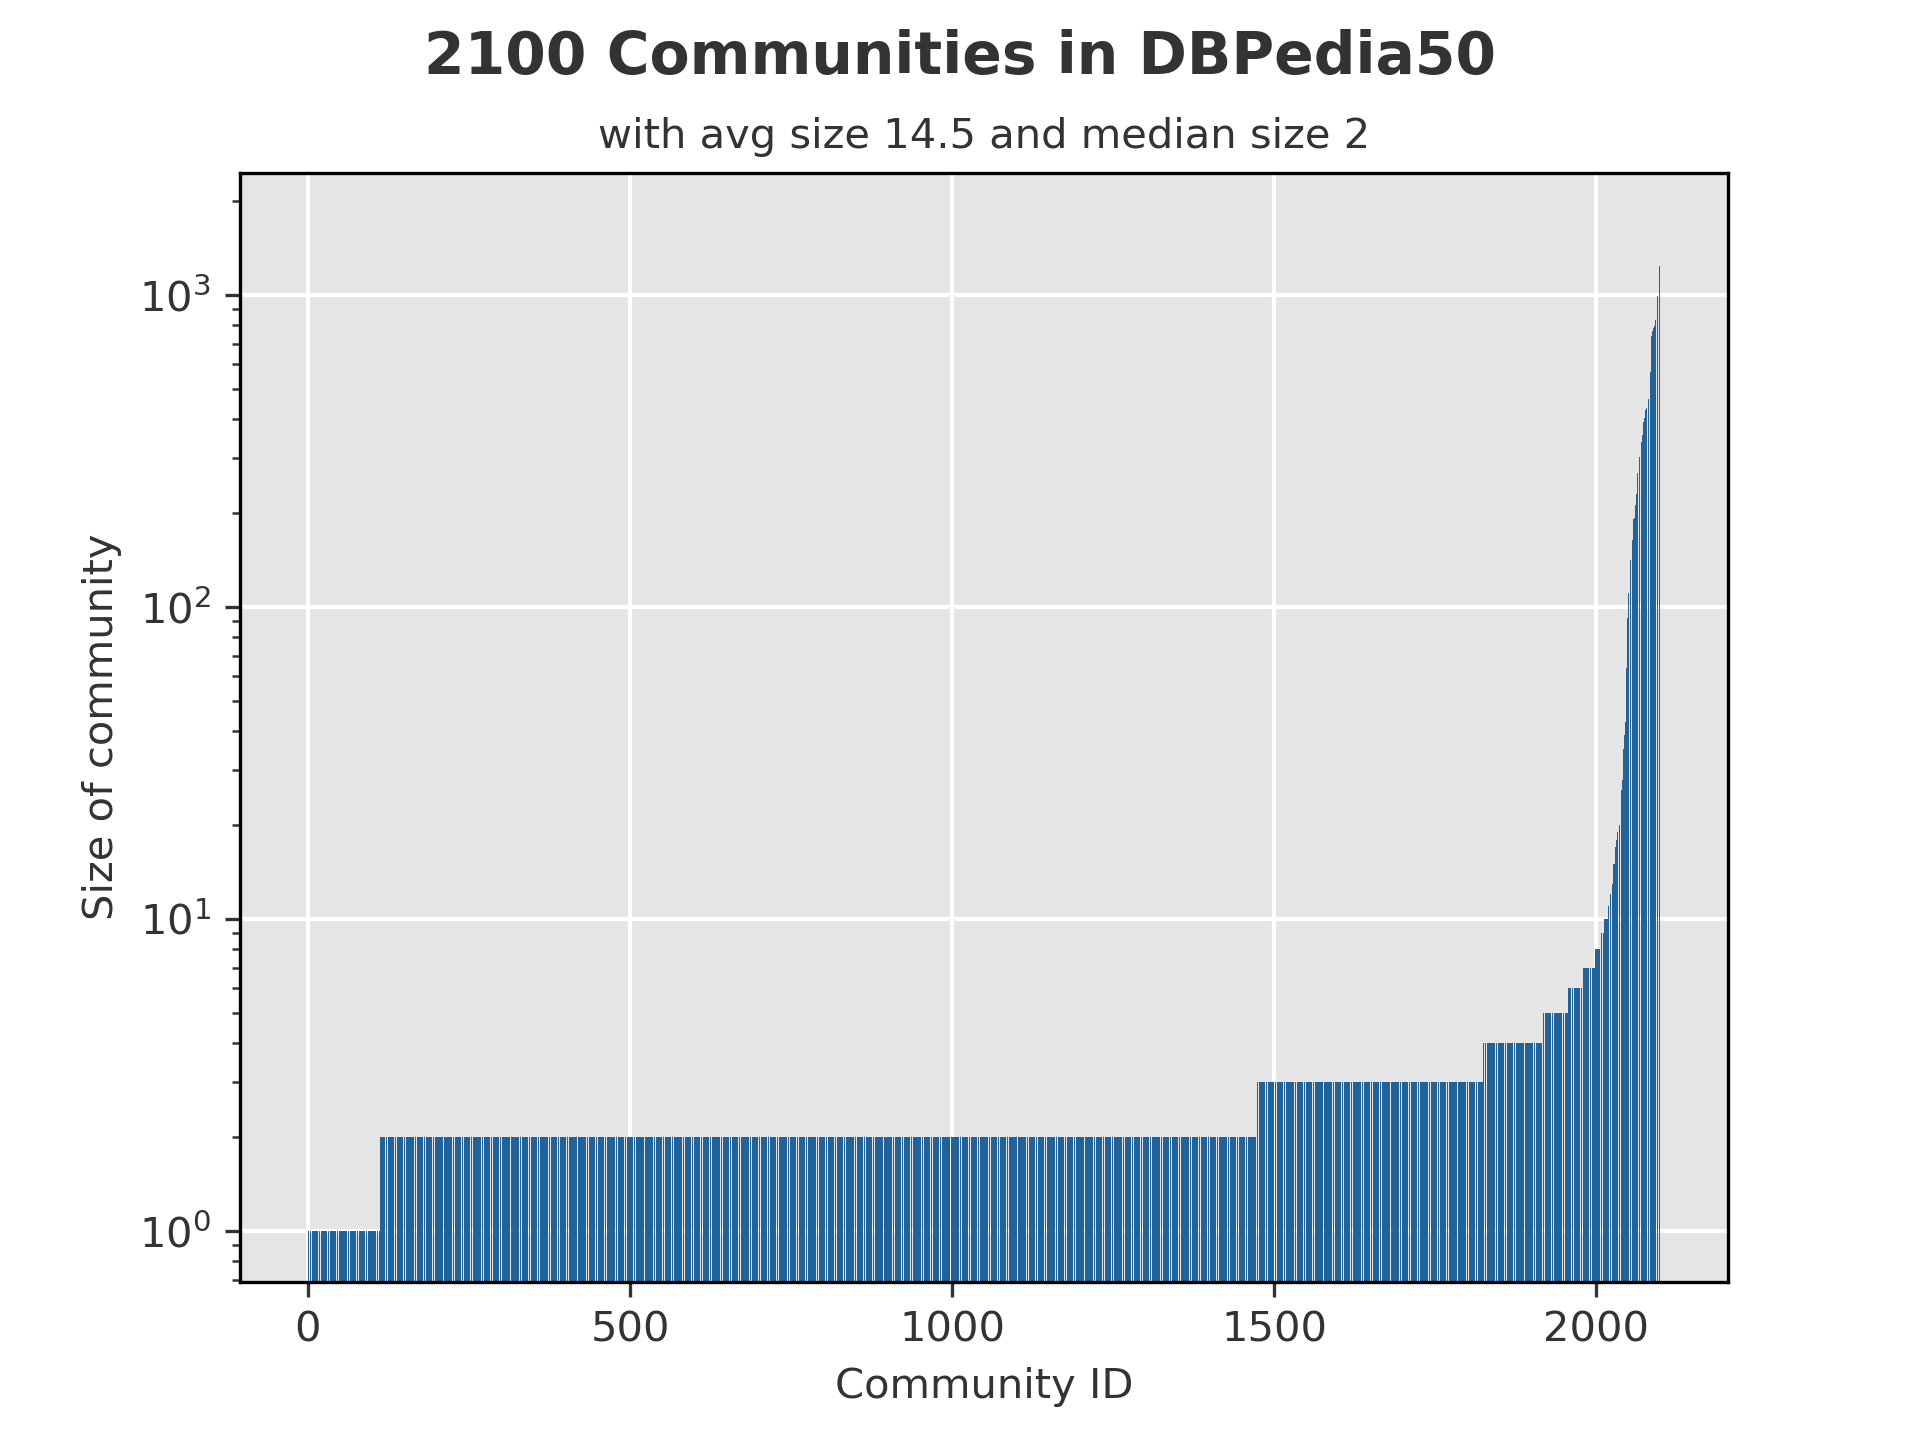 2100 Communities in DBPedia50
with avg size 14.5 and median size 2
Size of community
10³
10²
10¹
10⁰
0 500 1000 1500 2000
Community ID